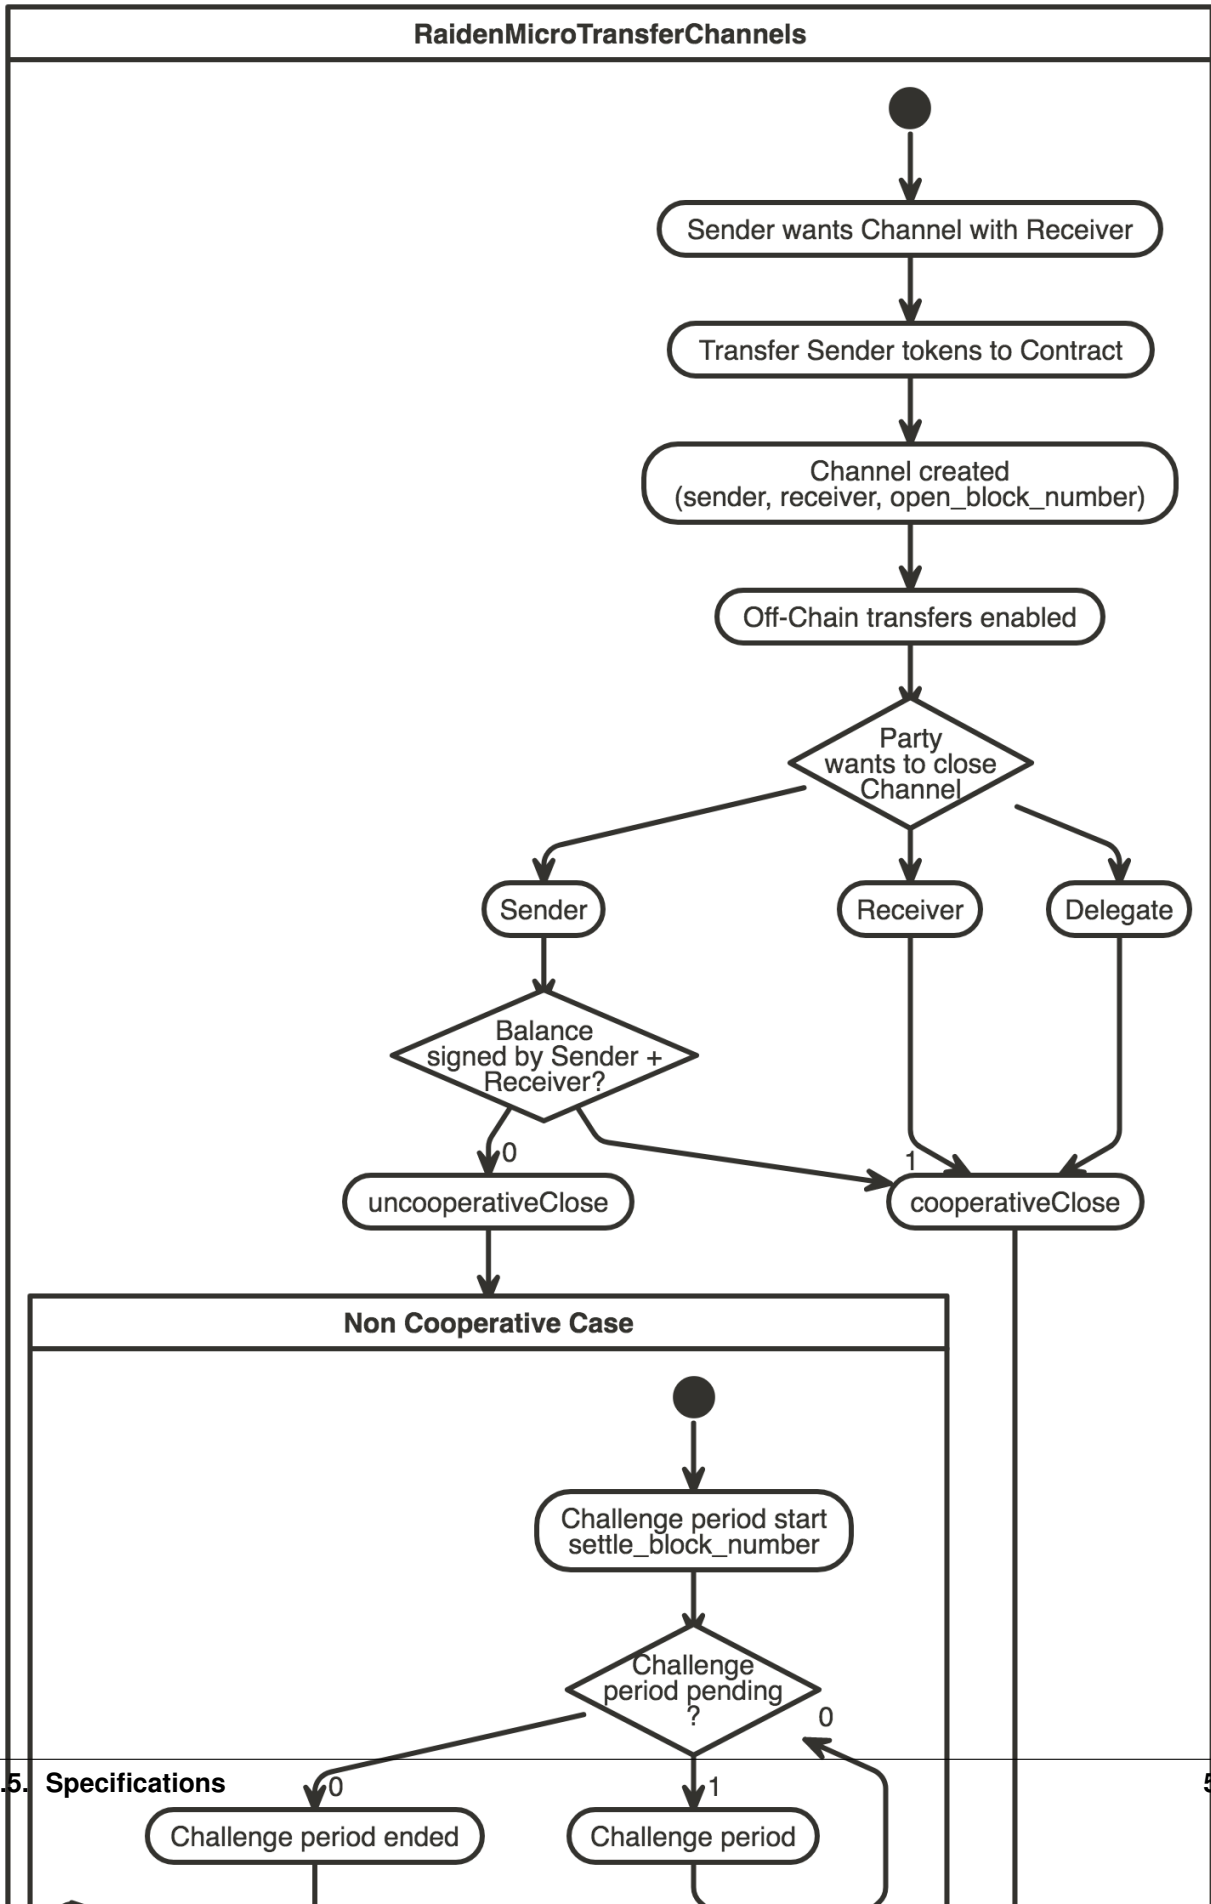 RaidenMicroTransferChannels
Sender wants Channel with Receiver
Transfer Sender tokens to Contract
Channel created
(sender, receiver, open_block_number)
Off-Chain transfers enabled
Party
wants to close
Channel
Sender
Receiver
Delegate
Balance
signed by Sender +
Receiver?
0
1
uncooperativeClose
cooperativeClose
Non Cooperative Case
Challenge period start
settle_block_number
Challenge
period pending
?
0
.5. Specifications
5
0
1
Challenge period ended
Challenge period